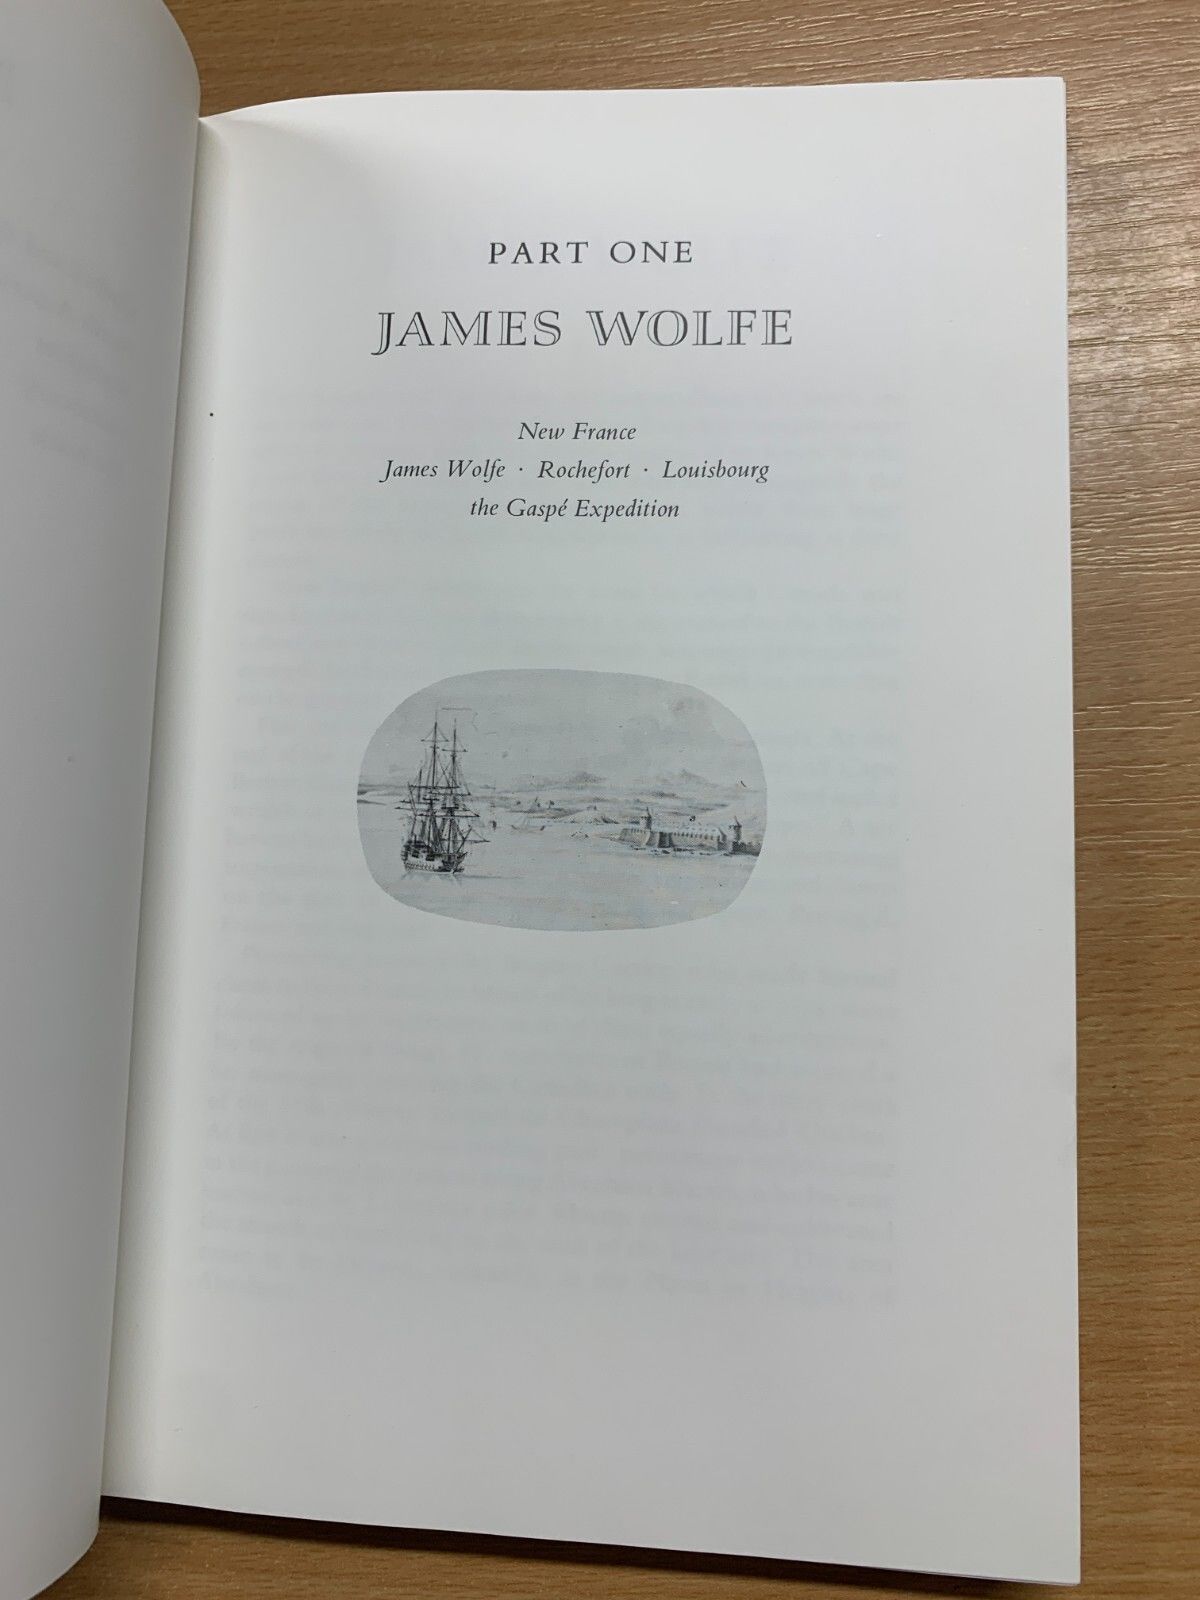 PART ONE
JAMES WOLFE
New France
James Wolfe · Rochefort · Louisbourg
the Gaspé Expedition